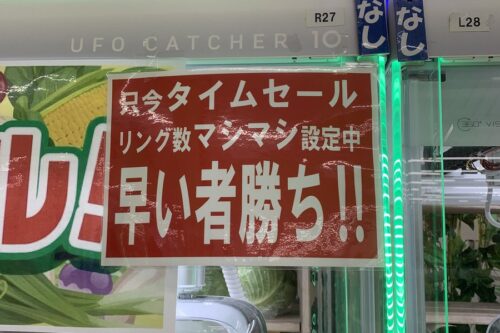 R27
なし
なし
L28
UFO CATCHER 10
只今タイムセール
リング数マシマシ設定中
早い者勝ち!!